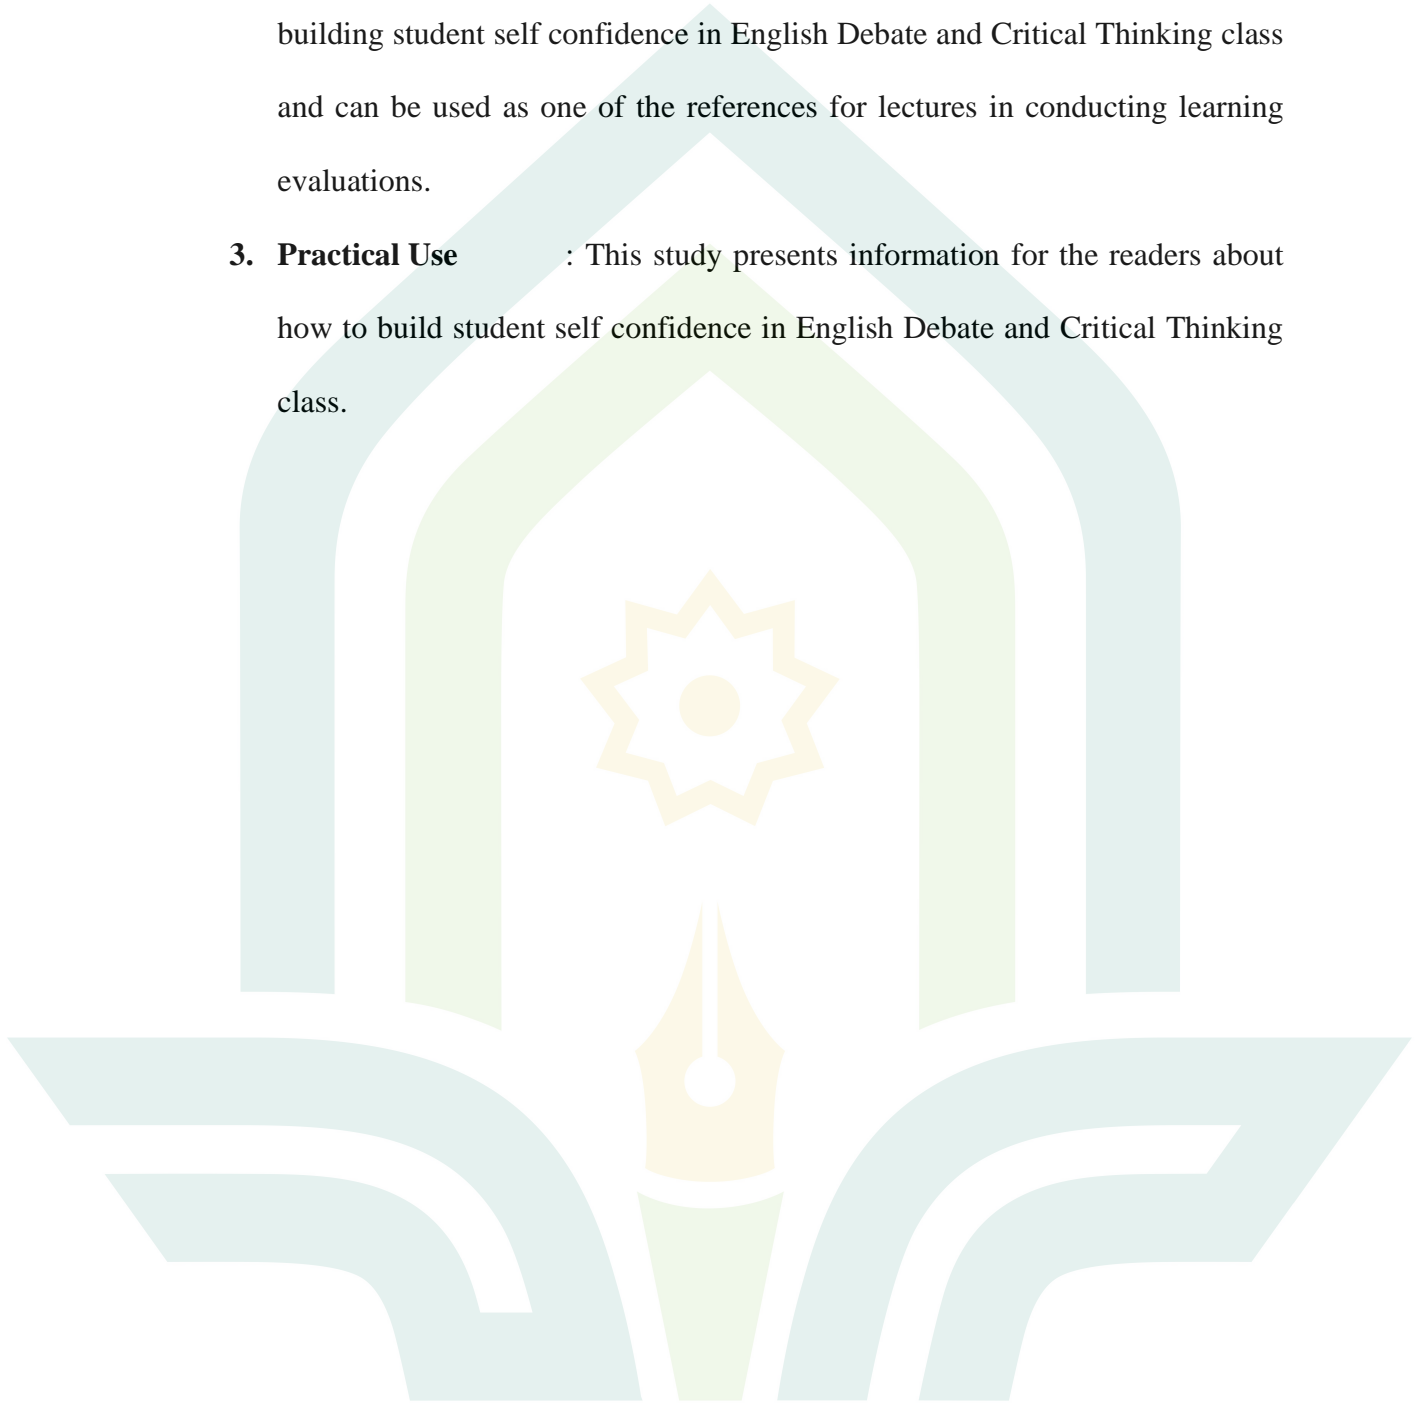 building student self confidence in English Debate and Critical Thinking class
and can be used as one of the references for lectures in conducting learning
evaluations.
3. Practical Use : This study presents information for the readers about
how to build student self confidence in English Debate and Critical Thinking
class.